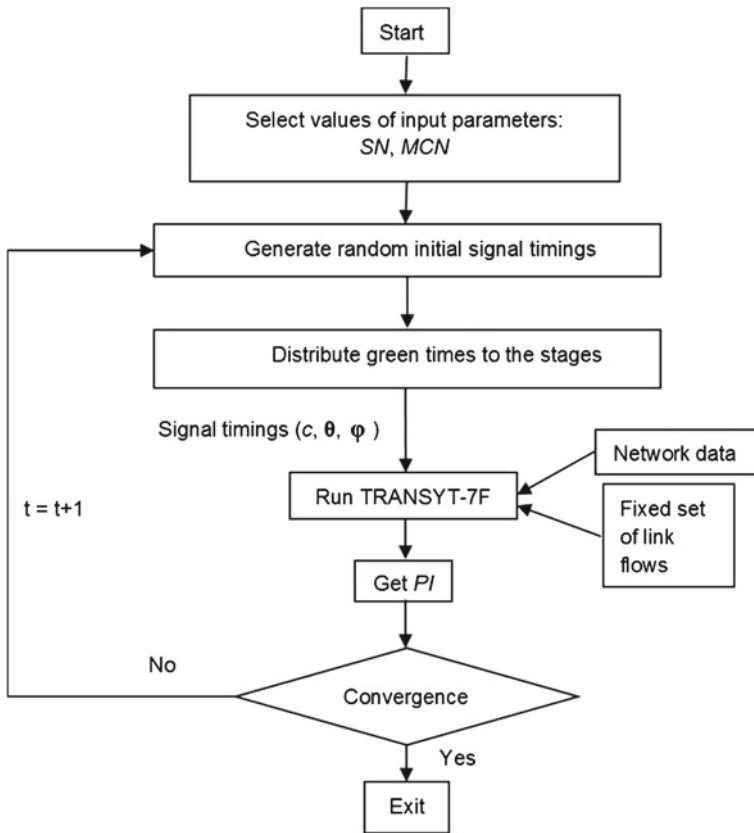 Start
Select values of input parameters:
SN, MCN
Generate random initial signal timings
Distribute green times to the stages
Signal timings (c, θ, φ )
Network data
Run TRANSYT-7F
Fixed set
of link
flows
t = t+1
Get PI
No
Convergence
Yes
Exit